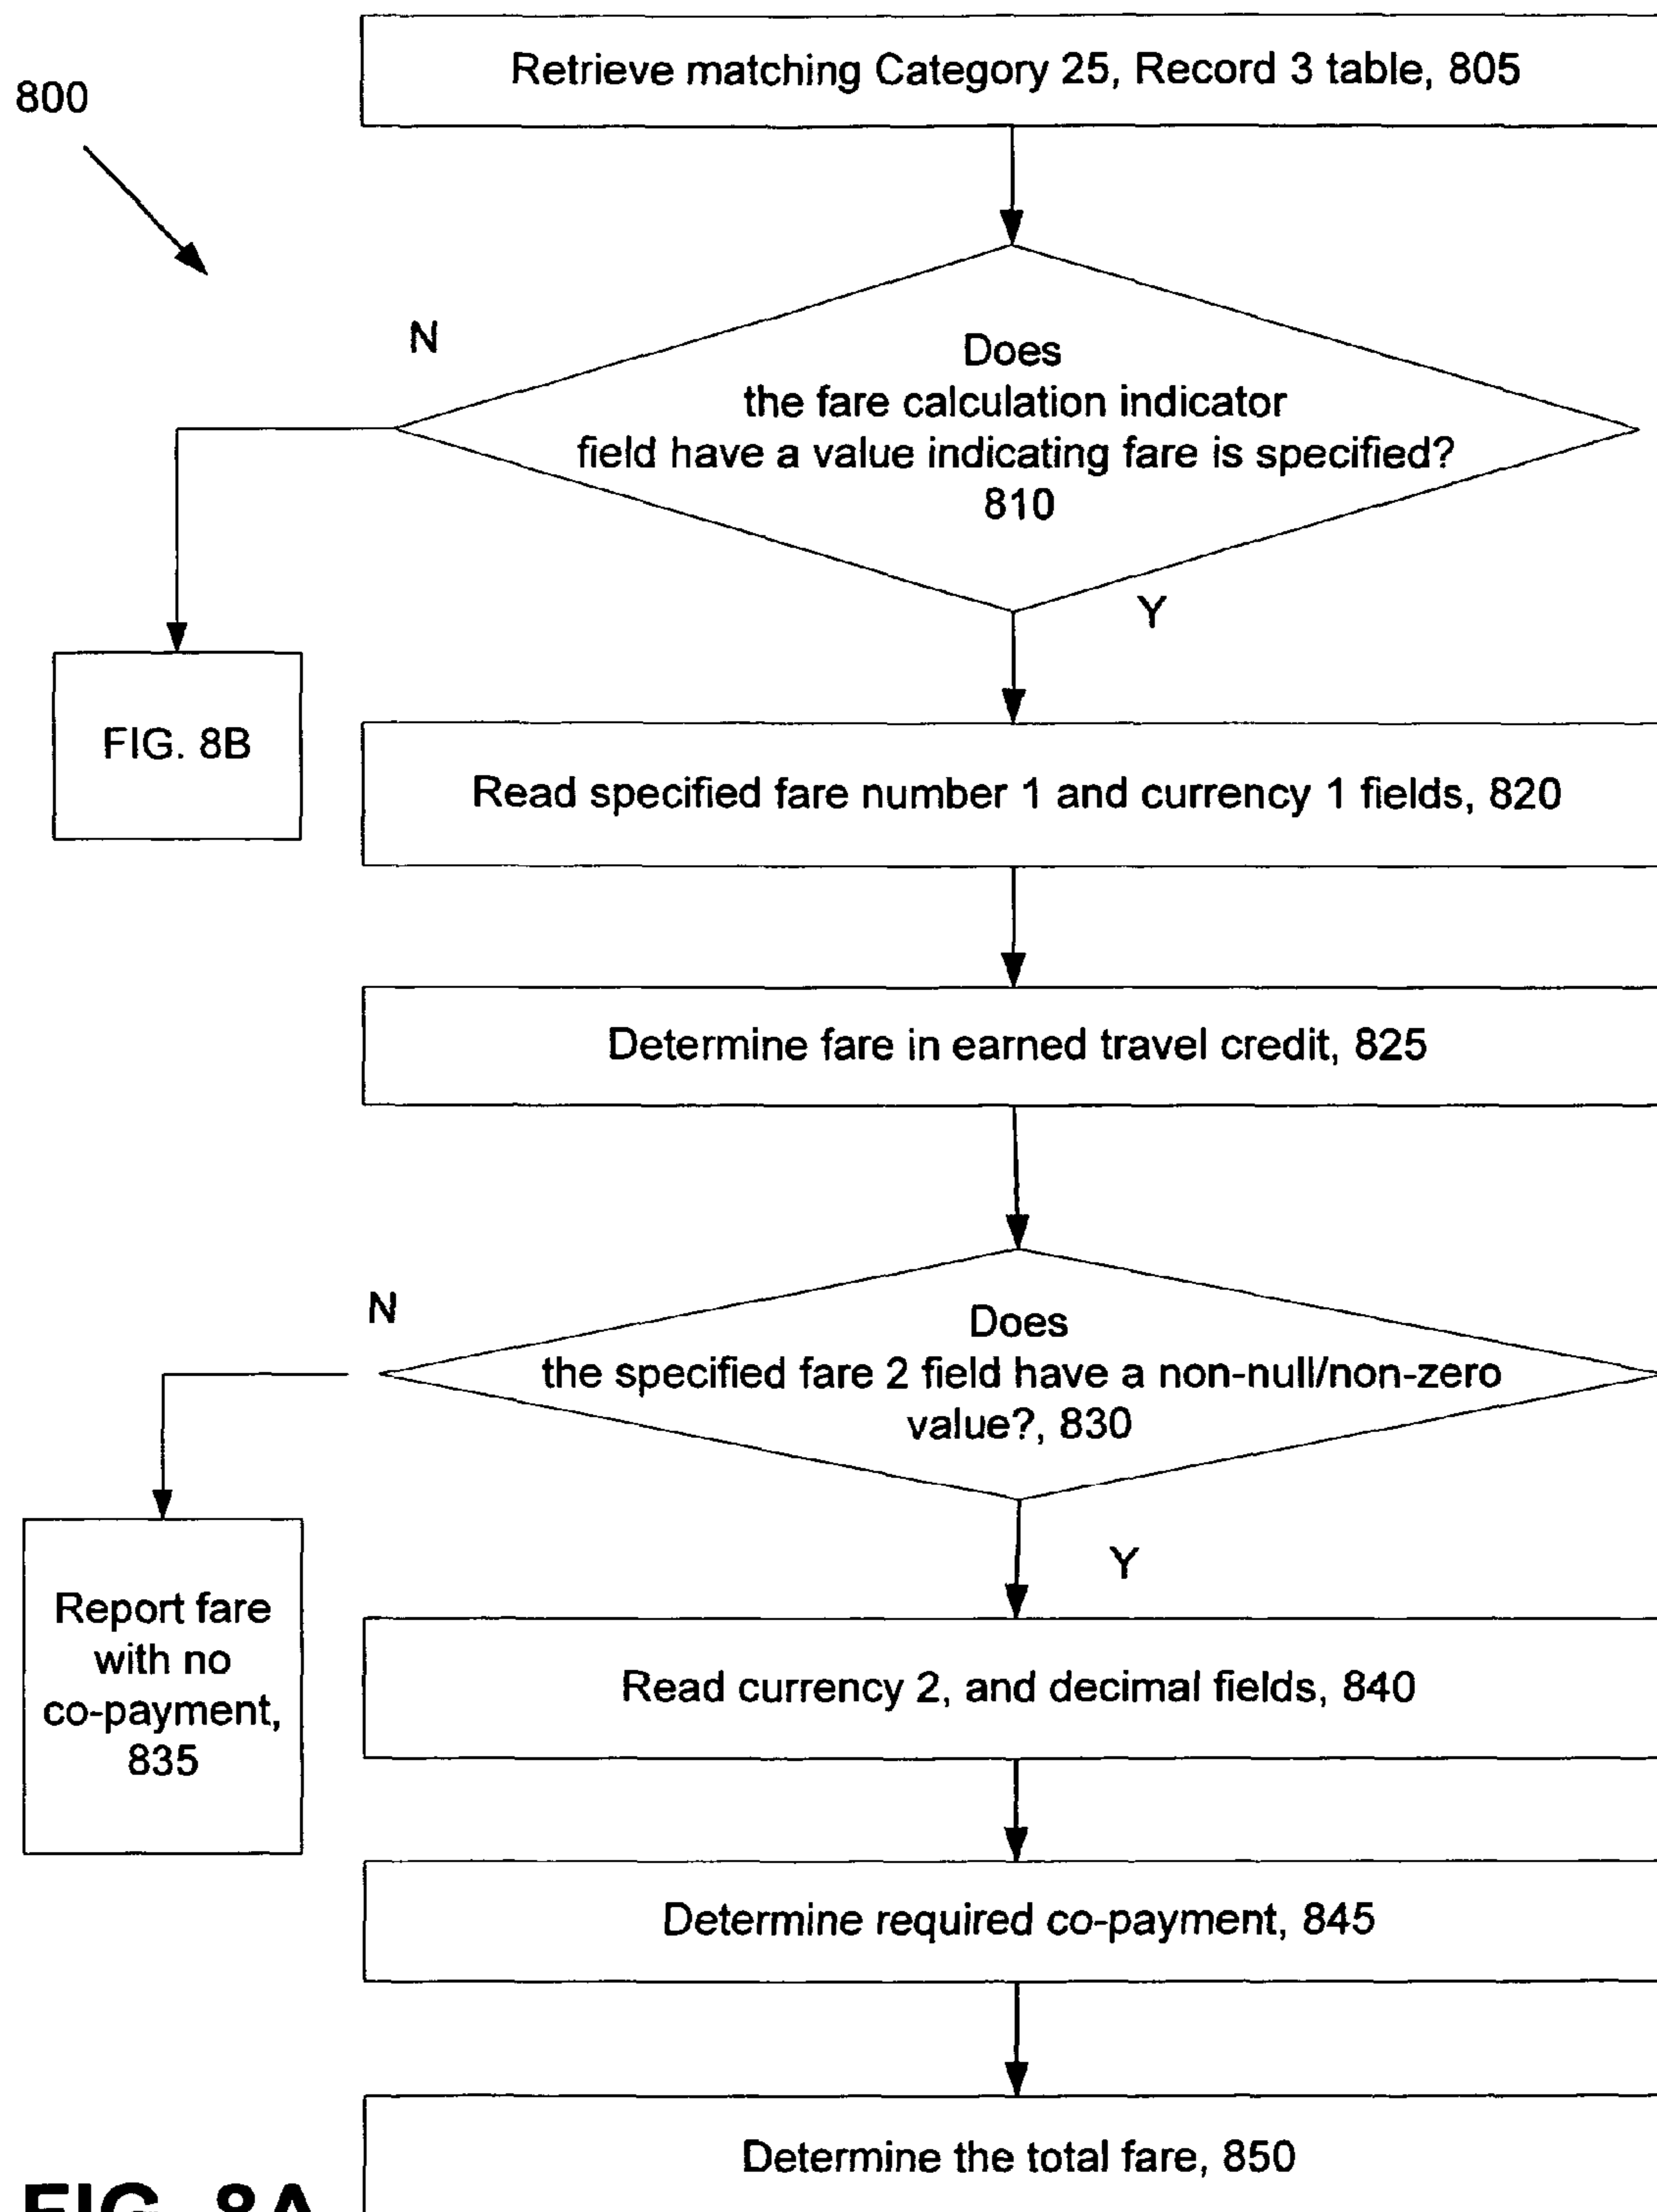 Retrieve matching Category 25, Record 3 table, 805
800
N
Does
the fare calculation indicator
field have a value indicating fare is specified?
810
Y
FIG. 8B
Read specified fare number 1 and currency 1 fields, 820
Determine fare in earned travel credit, 825
N
Does
the specified fare 2 field have a non-null/non-zero
value?, 830
Y
Report fare
with no
co-payment,
835
Read currency 2, and decimal fields, 840
Determine required co-payment, 845
Determine the total fare, 850
FIG. 8A